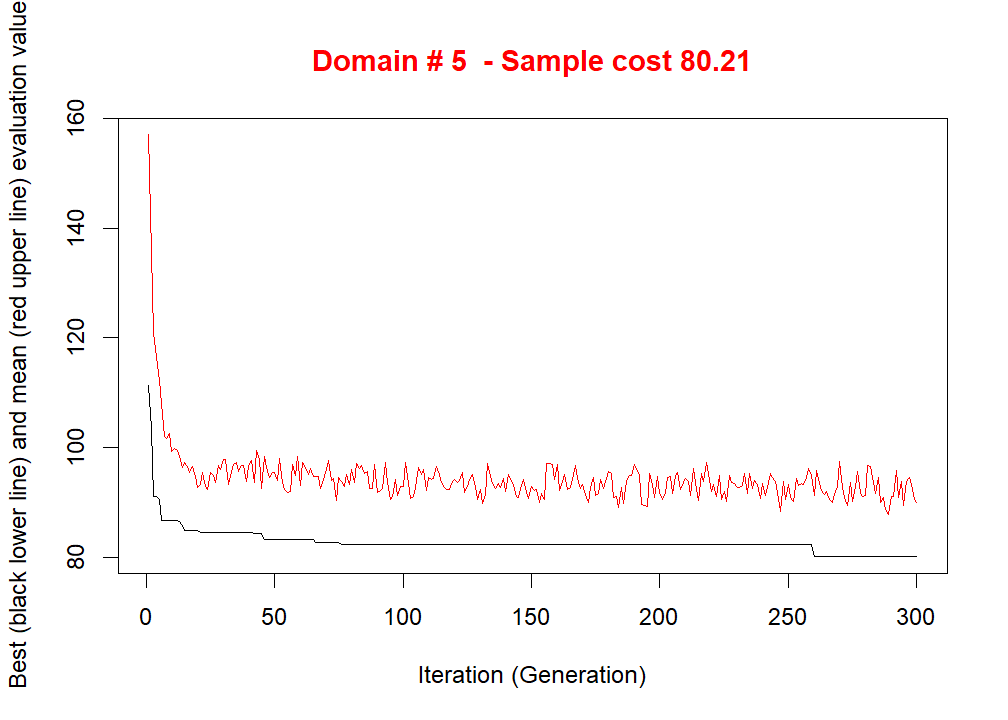 Domain # 5  - Sample cost 80.21
Best (black lower line) and mean (red upper line) evaluation value
160
140
120
100
80
0 50 100 150 200 250 300
Iteration (Generation)